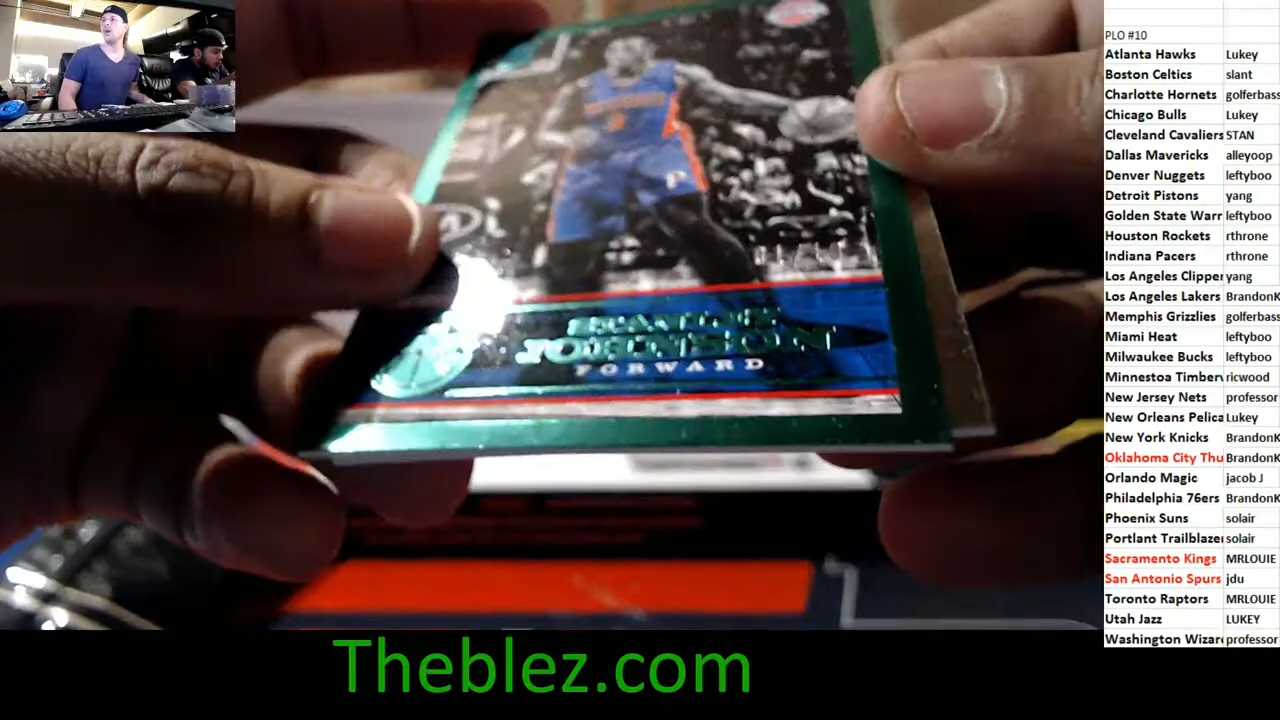 PLO #10
Atlanta Hawks Lukey
Boston Celtics slant
Charlotte Hornets golferbass
Chicago Bulls Lukey
Cleveland Cavaliers STAN
Dallas Mavericks alleyoop
Denver Nuggets leftyboo
Detroit Pistons yang
Golden State Warr leftyboo
Houston Rockets rthrone
Indiana Pacers rthrone
Los Angeles Clipper yang
Los Angeles Lakers BrandonK
Memphis Grizzlies golferbass
Miami Heat leftyboo
Milwaukee Bucks leftyboo
Minnestoa Timberv ricwood
New Jersey Nets professor
New Orleans Pelica Lukey
New York Knicks BrandonK
Oklahoma City Thu BrandonK
Orlando Magic jacob J
Philadelphia 76ers BrandonK
Phoenix Suns solair
Portlant Trailblazer solair
Sacramento Kings MRLOUIE
San Antonio Spurs jdu
Toronto Raptors MRLOUIE
Utah Jazz LUKEY
Washington Wizar professor
JOHNSON
FORWARD
Theblez.com